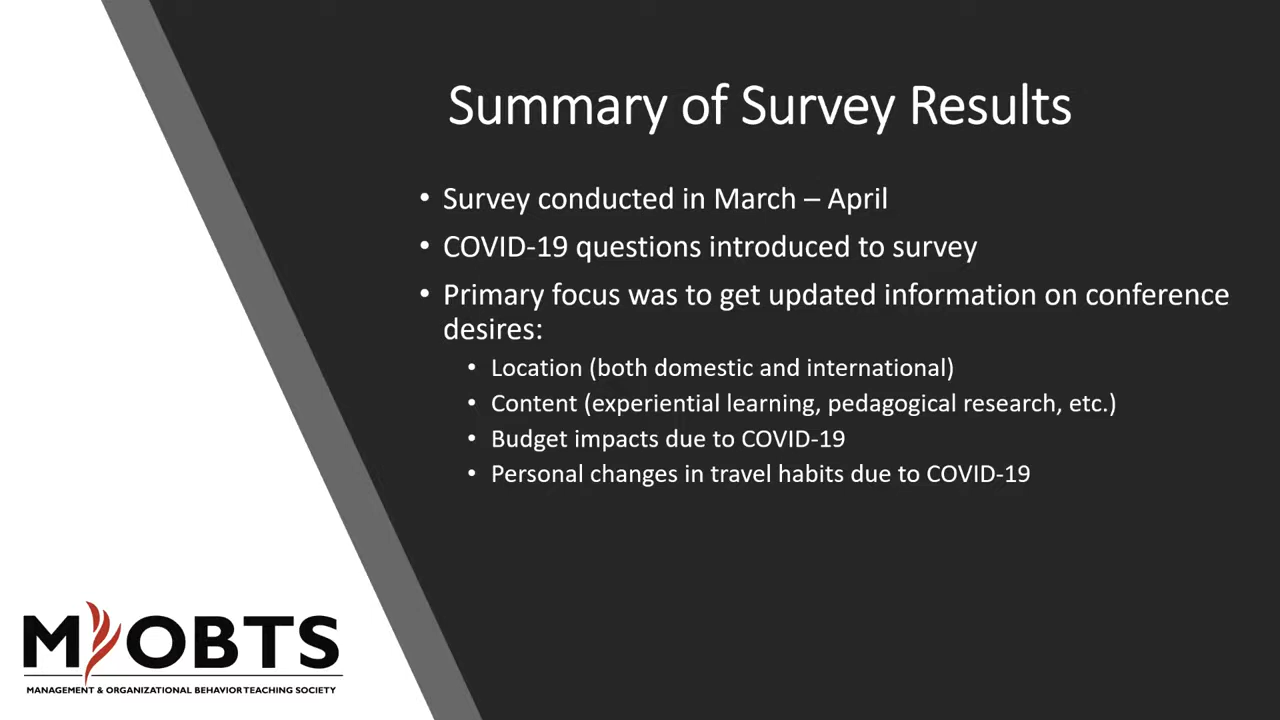 Summary of Survey Results
• Survey conducted in March – April
• COVID-19 questions introduced to survey
• Primary focus was to get updated information on conference
desires:
• Location (both domestic and international)
• Content (experiential learning, pedagogical research, etc.)
• Budget impacts due to COVID-19
• Personal changes in travel habits due to COVID-19
M OBTS
MANAGEMENT & ORGANIZATIONAL BEHAVIOR TEACHING SOCIETY